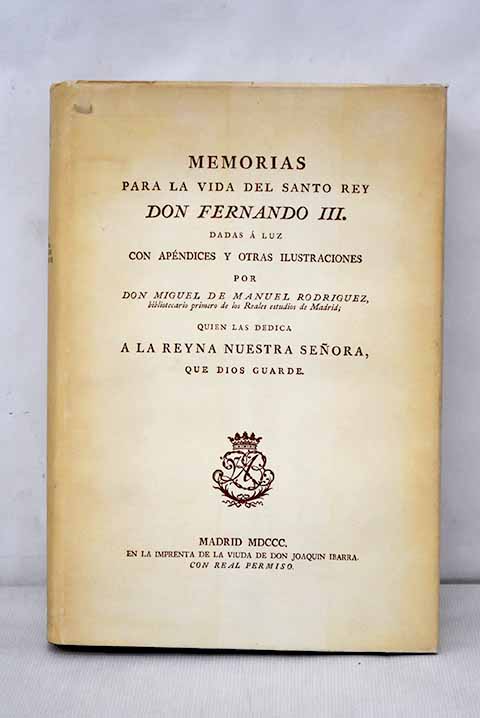 MEMORIAS
PARA LA VIDA DEL SANTO REY
DON FERNANDO III.
DADAS Á LUZ
CON APÉNDICES Y OTRAS ILUSTRACIONES
POR
DON MIGUEL DE MANUEL RODRIGUEZ,
bibliotecario primero de los Reales estudios de Madrid;
QUIEN LAS DEDICA
A LA REYNA NUESTRA SEÑORA,
QUE DIOS GUARDE.
MADRID MDCCC.
EN LA IMPRENTA DE LA VIUDA DE DON JOAQUIN IBARRA.
CON REAL PERMISO.